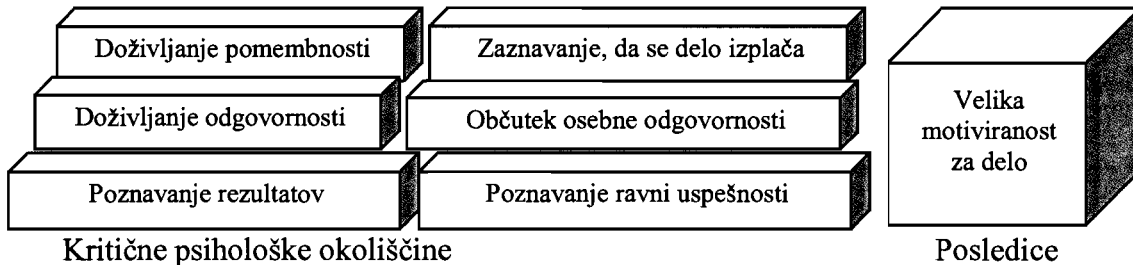 Doživljanje pomembnosti
Zaznavanje, da se delo izplača
Doživljanje odgovornosti
Občutek osebne odgovornosti
Poznavanje rezultatov
Poznavanje ravni uspešnosti
Velika
motiviranost
za delo
Kritične psihološke okoliščine
Posledice